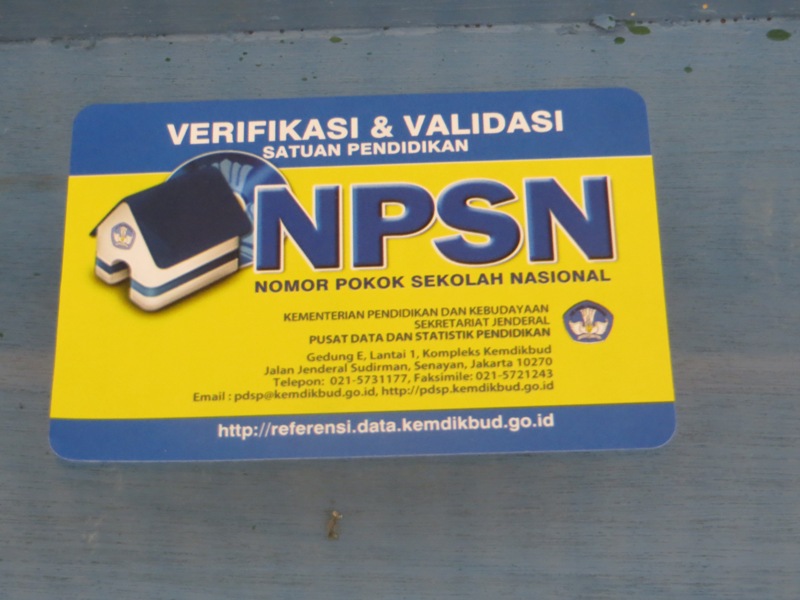 VERIFIKASI & VALIDASI
SATUAN PENDIDIKAN
NPSN
NOMOR POKOK SEKOLAH NASIONAL
KEMENTERIAN PENDIDIKAN DAN KEBUDAYAAN
SEKRETARIAT JENDERAL
PUSAT DATA DAN STATISTIK PENDIDIKAN
Gedung E, Lantai 1, Kompleks Kemdikbud
Jalan Jenderal Sudirman, Senayan, Jakarta 10270
Telepon: 021-5731177, Faksimile: 021-5721243
Email : pdsp@kemdikbud.go.id, http://pdsp.kemdikbud.go.id
http://referensi.data.kemdikbud.go.id